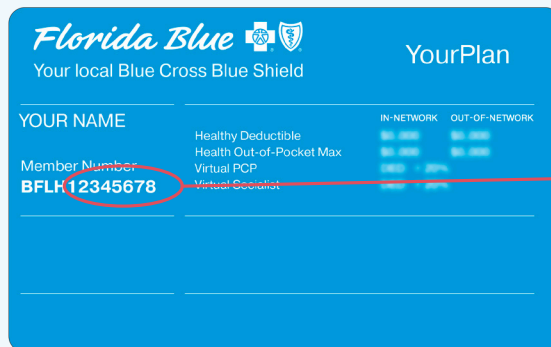 Florida Blue
Your local Blue Cross Blue Shield
YourPlan
YOUR NAME
Member Number
BFLH12345678
IN-NETWORK OUT-OF-NETWORK
Healthy Deductible
Health Out-of-Pocket Max
Virtual PCP
Virtual Socialist